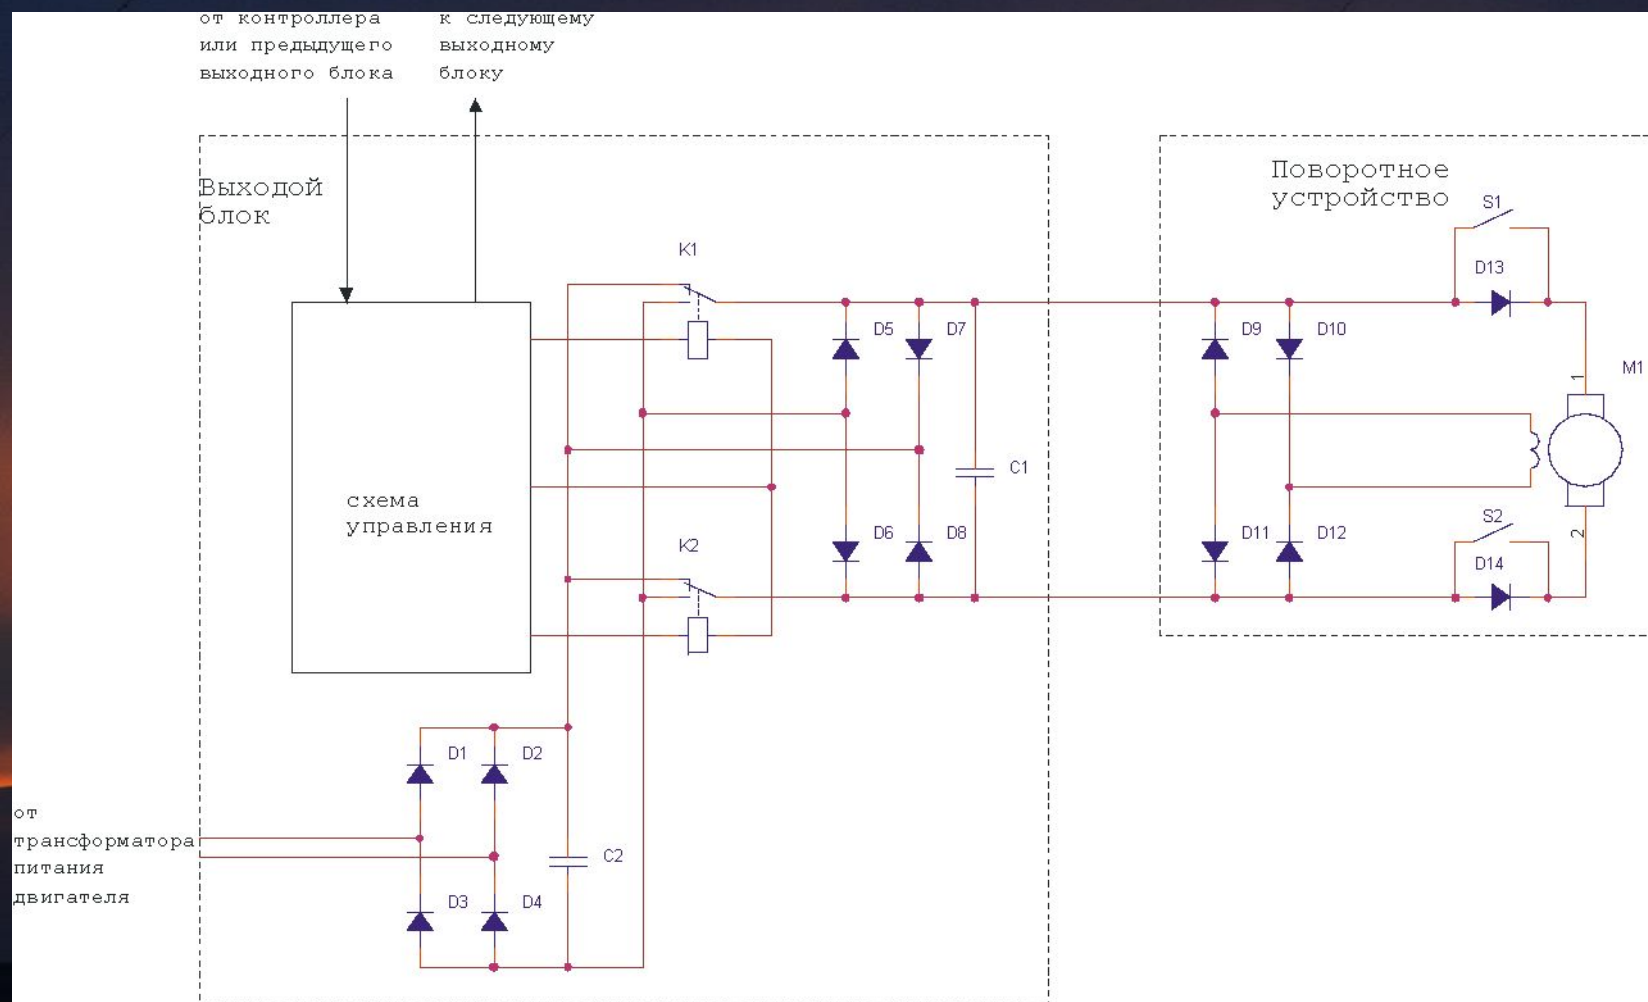 от контроллера
или предыдущего
выходного блока
к следующему
выходному
блоку
Выходой
блок
Поворотное
устройство
S1
K1
D13
D5
D7
D9
D10
M1
1
C1
схема
управления
K2
D6
D8
D11
D12
S2
2
D14
D1
D2
от
трансформатора
питания
двигателя
C2
D3
D4